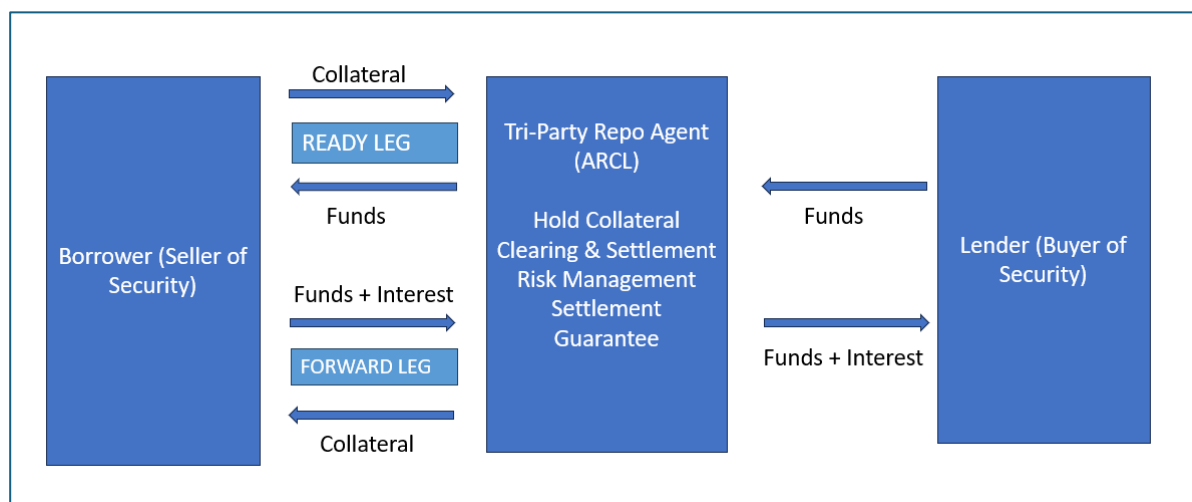 Collateral
READY LEG
Funds
Borrower (Seller of
Security)
Funds + Interest
FORWARD LEG
Collateral
Tri-Party Repo Agent
(ARCL)
Hold Collateral
Clearing & Settlement
Risk Management
Settlement
Guarantee
Funds
Funds + Interest
Lender (Buyer of
Security)